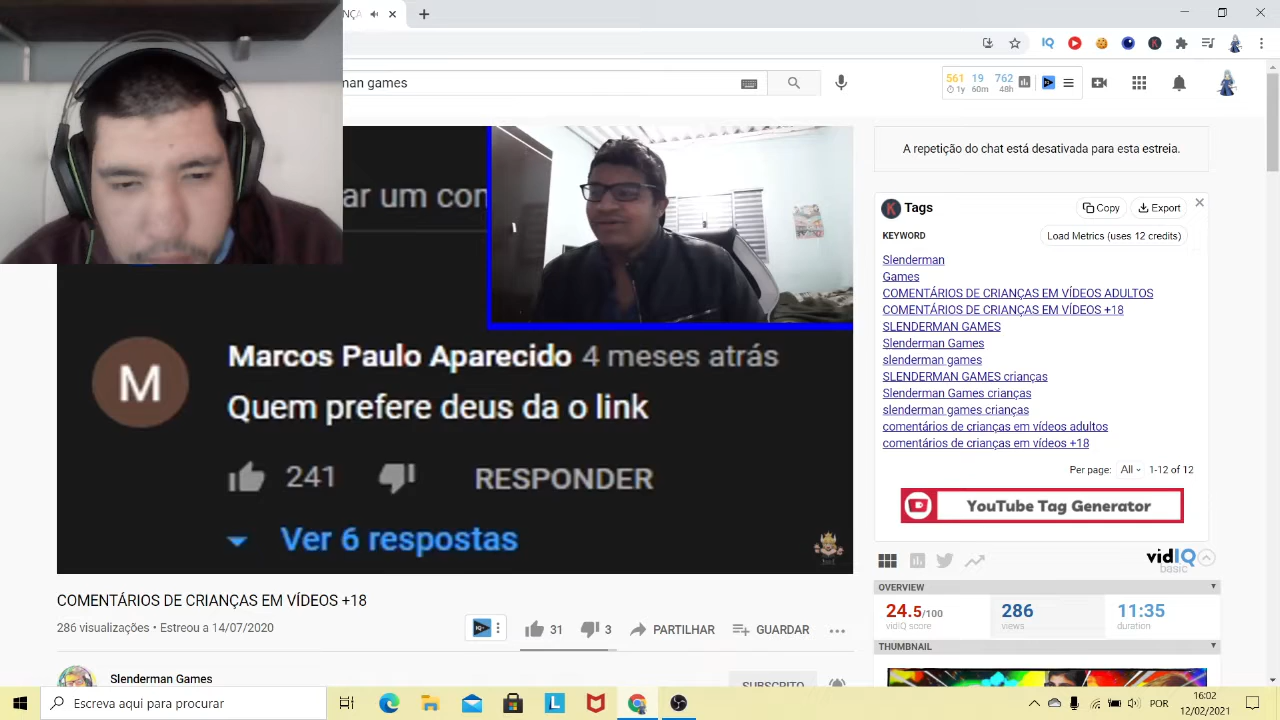 man games
561 19 762
1y 60m 48h
IQ
ar um con
Marcos Paulo Aparecido 4 meses atrás
M
Quem prefere deus da o link
241
RESPONDER
Ver 6 respostas
COMENTÁRIOS DE CRIANÇAS EM VÍDEOS +18
286 visualizações • Estreou a 14/07/2020
31
3
PARTILHAR
GUARDAR
Slenderman Games
SUBSCRITO
A repetição do chat está desativada para esta estreia.
K Tags
Copy
Export
KEYWORD
Load Metrics (uses 12 credits)
Slenderman
Games
COMENTÁRIOS DE CRIANÇAS EM VÍDEOS ADULTOS
COMENTÁRIOS DE CRIANÇAS EM VÍDEOS +18
SLENDERMAN GAMES
Slenderman Games
slenderman games
SLENDERMAN GAMES crianças
Slenderman Games crianças
slenderman games crianças
comentários de crianças em vídeos adultos
comentários de crianças em vídeos +18
Per page: All 1-12 of 12
YouTube Tag Generator
vidIQ
basic
OVERVIEW
24.5/100 286 11:35
vidIQ score views duration
THUMBNAIL
Escreva aqui para procurar
POR
16:02
12/02/2021